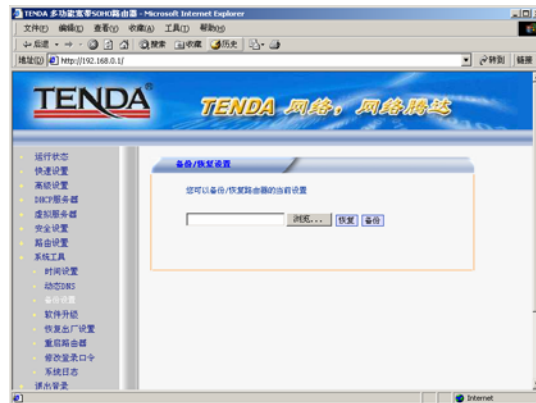 TENDA 多功能宽带SOHO路由器 - Microsoft Internet Explorer
文件(F) 编辑(E) 查看(V) 收藏(A) 工具(T) 帮助(H)
后退 搜索 收藏 历史
地址(D) http://192.168.0.1/ 转到 链接
TENDA®
TENDA 网络，网络腾达
运行状态
快速设置
高级设置
DHCP服务器
虚拟服务器
安全设置
路由设置
系统工具
时间设置
动态DNS
备份设置
软件升级
恢复出厂设置
重启路由器
修改登录口令
系统日志
退出登录
备份/恢复设置
您可以备份/恢复路由器的当前设置
浏览... 恢复 备份
Internet